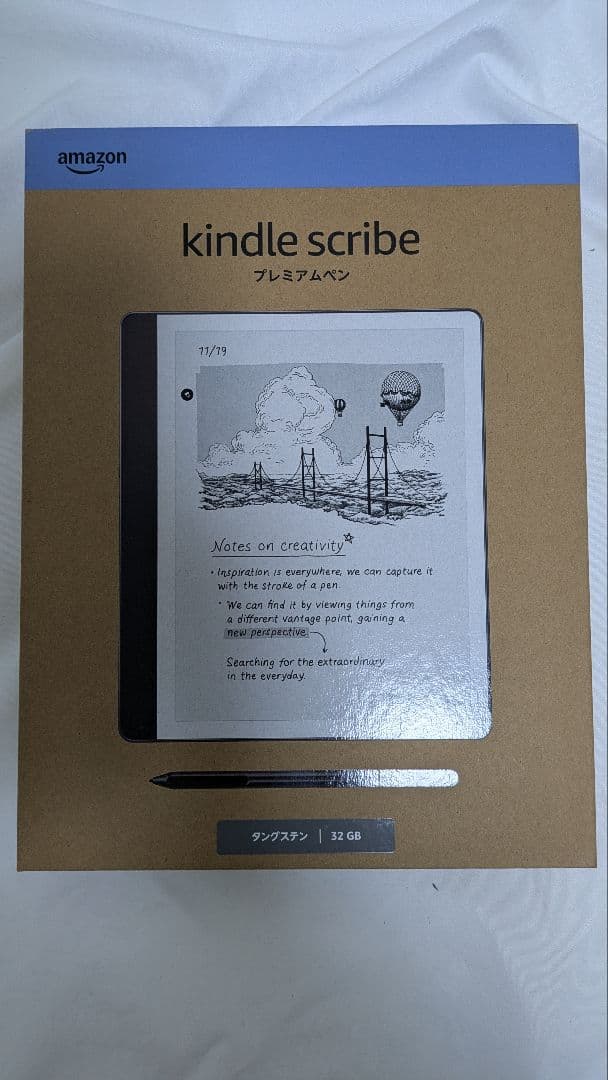 amazon
kindle scribe
プレミアムペン
11/19
Notes on creativity
• Inspiration is everywhere, we can capture it
with the stroke of a pen.
• We can find it by viewing things from
a different vantage point, gaining a
new perspective
Searching for the extraordinary
in the everyday.
タングステン | 32 GB